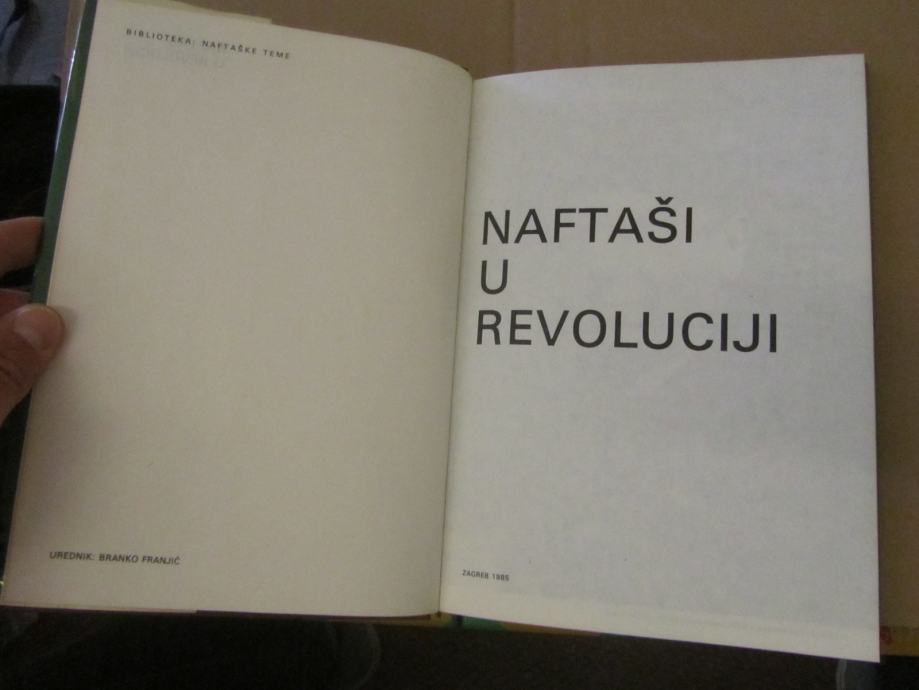 BIBLIOTEKA: NAFTAŠKE TEME
UREDNIK: BRANKO FRANJIĆ
NAFTAŠI
U
REVOLUCIJI
ZAGREB 1985